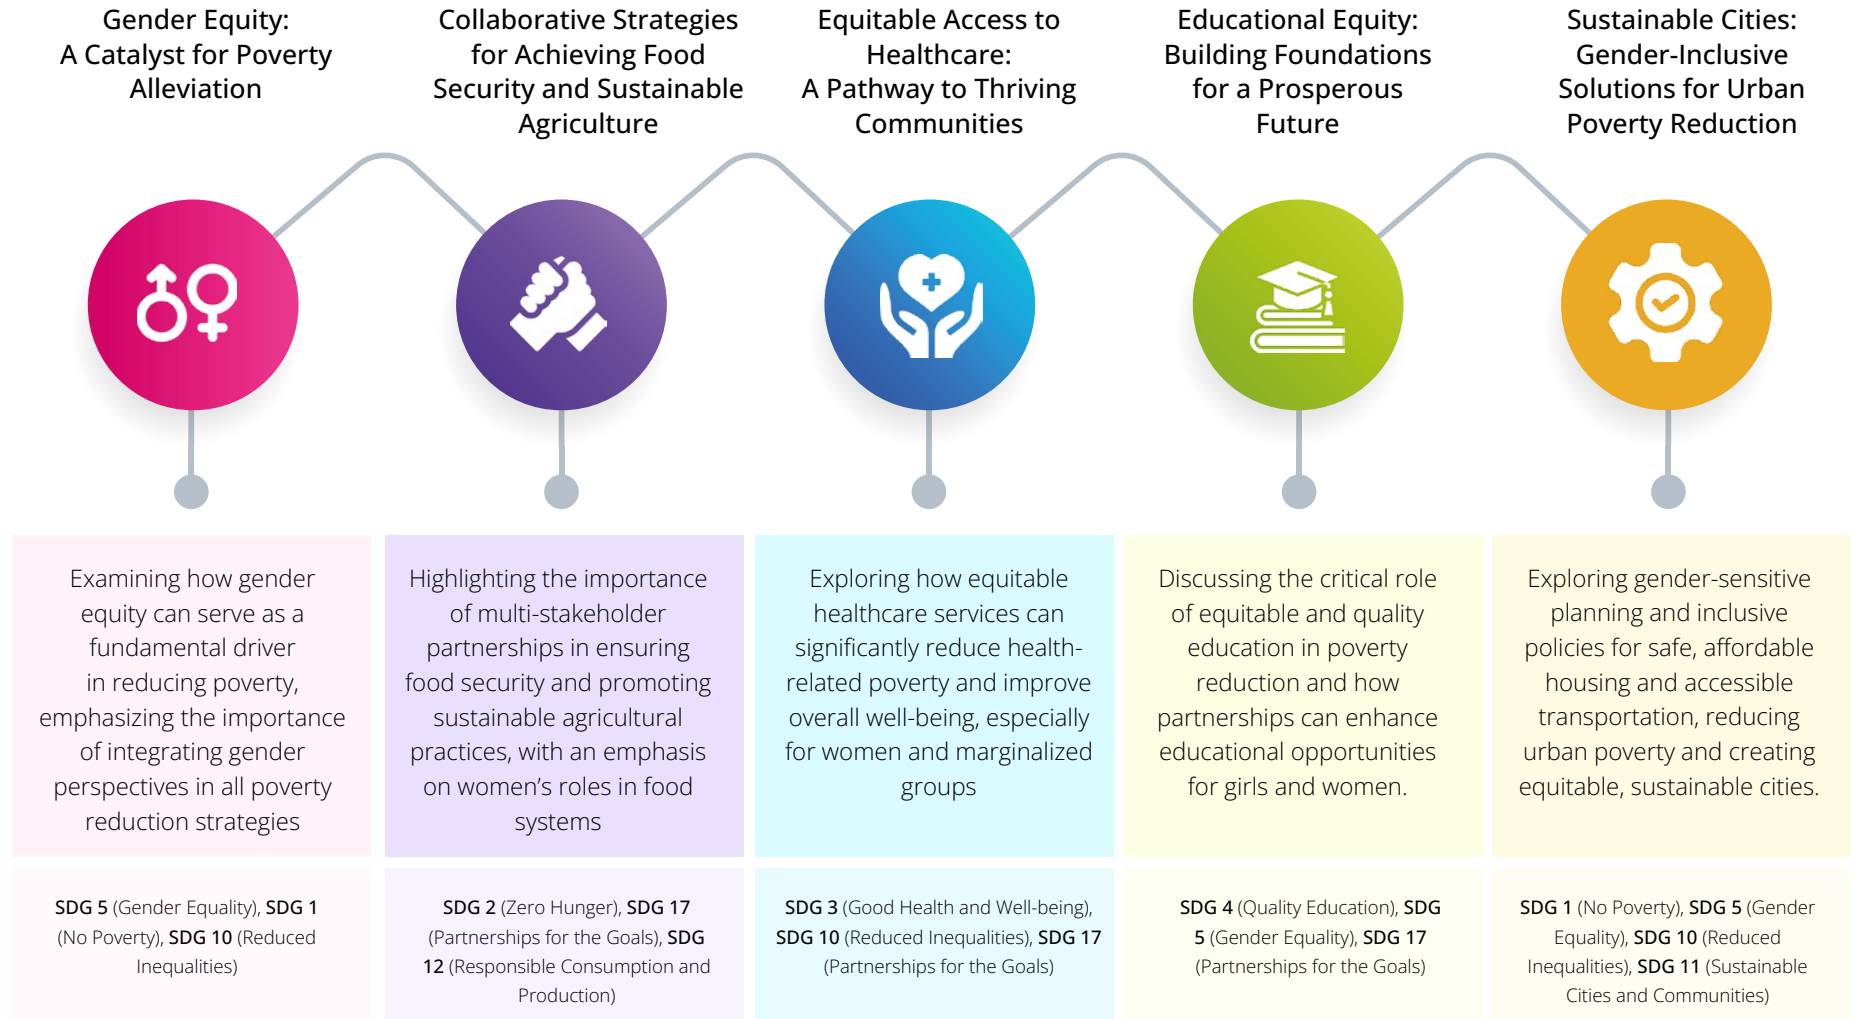 Gender Equity:
A Catalyst for Poverty
Alleviation
Collaborative Strategies
for Achieving Food
Security and Sustainable
Agriculture
Equitable Access to
Healthcare:
A Pathway to Thriving
Communities
Educational Equity:
Building Foundations
for a Prosperous
Future
Sustainable Cities:
Gender-Inclusive
Solutions for Urban
Poverty Reduction
Examining how gender
equity can serve as a
fundamental driver
in reducing poverty,
emphasizing the importance
of integrating gender
perspectives in all poverty
reduction strategies
Highlighting the importance
of multi-stakeholder
partnerships in ensuring
food security and promoting
sustainable agricultural
practices, with an emphasis
on women’s roles in food
systems
Exploring how equitable
healthcare services can
significantly reduce health-
related poverty and improve
overall well-being, especially
for women and marginalized
groups
Discussing the critical role
of equitable and quality
education in poverty
reduction and how
partnerships can enhance
educational opportunities
for girls and women.
Exploring gender-sensitive
planning and inclusive
policies for safe, affordable
housing and accessible
transportation, reducing
urban poverty and creating
equitable, sustainable cities.
SDG 5 (Gender Equality), SDG 1
(No Poverty), SDG 10 (Reduced
Inequalities)
SDG 2 (Zero Hunger), SDG 17
(Partnerships for the Goals), SDG
12 (Responsible Consumption and
Production)
SDG 3 (Good Health and Well-being),
SDG 10 (Reduced Inequalities), SDG 17
(Partnerships for the Goals)
SDG 4 (Quality Education), SDG
5 (Gender Equality), SDG 17
(Partnerships for the Goals)
SDG 1 (No Poverty), SDG 5 (Gender
Equality), SDG 10 (Reduced
Inequalities), SDG 11 (Sustainable
Cities and Communities)